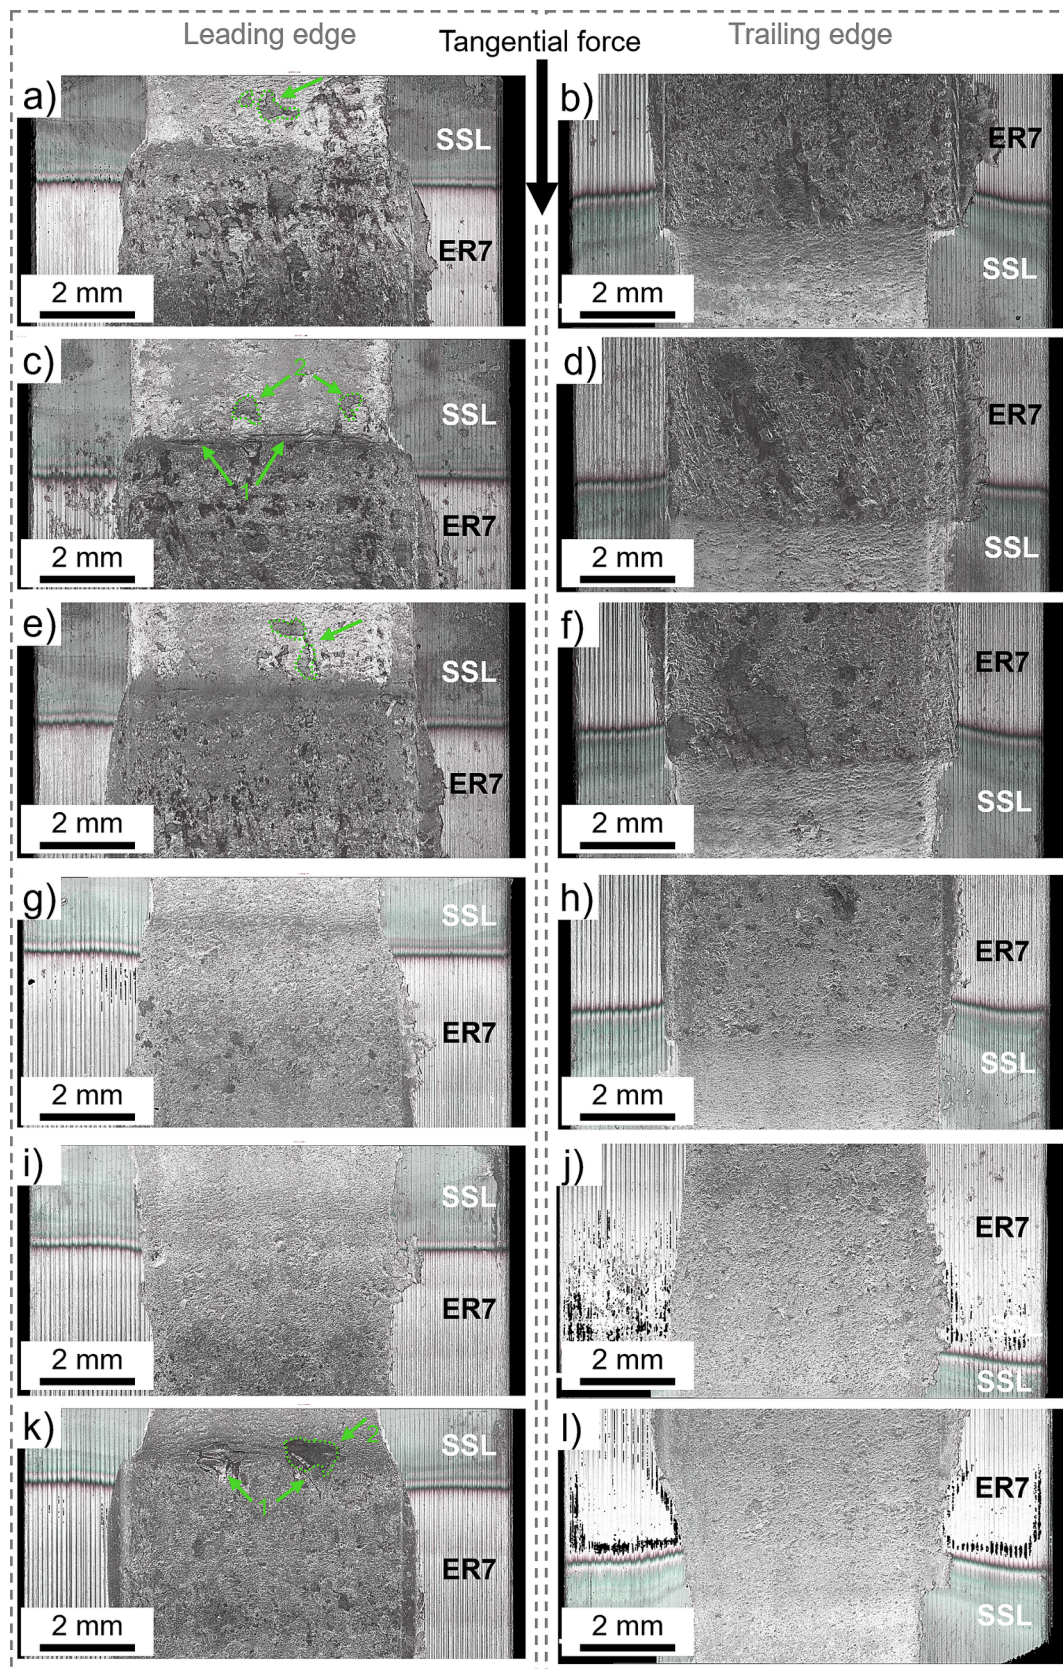 Leading edge
Tangential force
Trailing edge
a)
SSL
ER7
2 mm
b)
ER7
SSL
2 mm
c)
2
SSL
1
ER7
2 mm
d)
ER7
SSL
2 mm
e)
SSL
ER7
2 mm
f)
ER7
SSL
2 mm
g)
SSL
ER7
2 mm
h)
ER7
SSL
2 mm
i)
SSL
ER7
2 mm
j)
ER7
SSL
SSL
2 mm
k)
2
SSL
1
ER7
2 mm
l)
ER7
SSL
2 mm